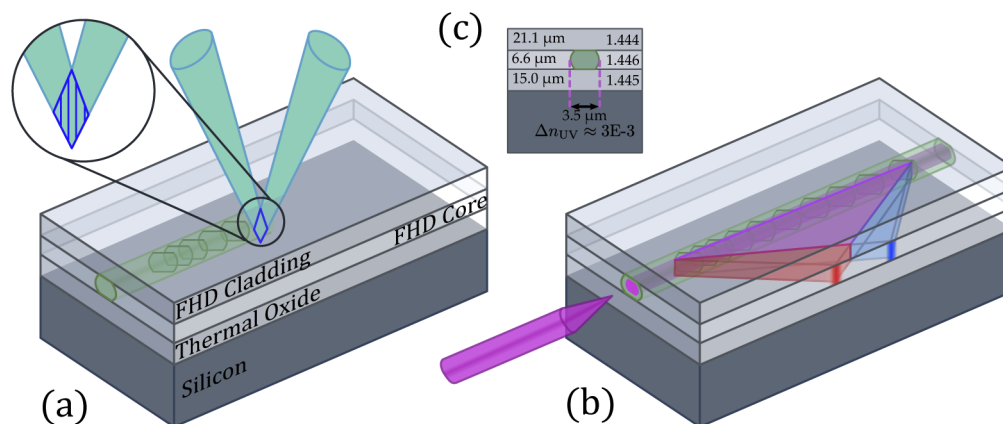 (c)
21.1 μm 1.444
6.6 μm 1.446
15.0 μm 1.445
3.5 μm
Δn_UV ≈ 3E-3
FHD Core
FHD Cladding
Thermal Oxide
Silicon
(a)
(b)